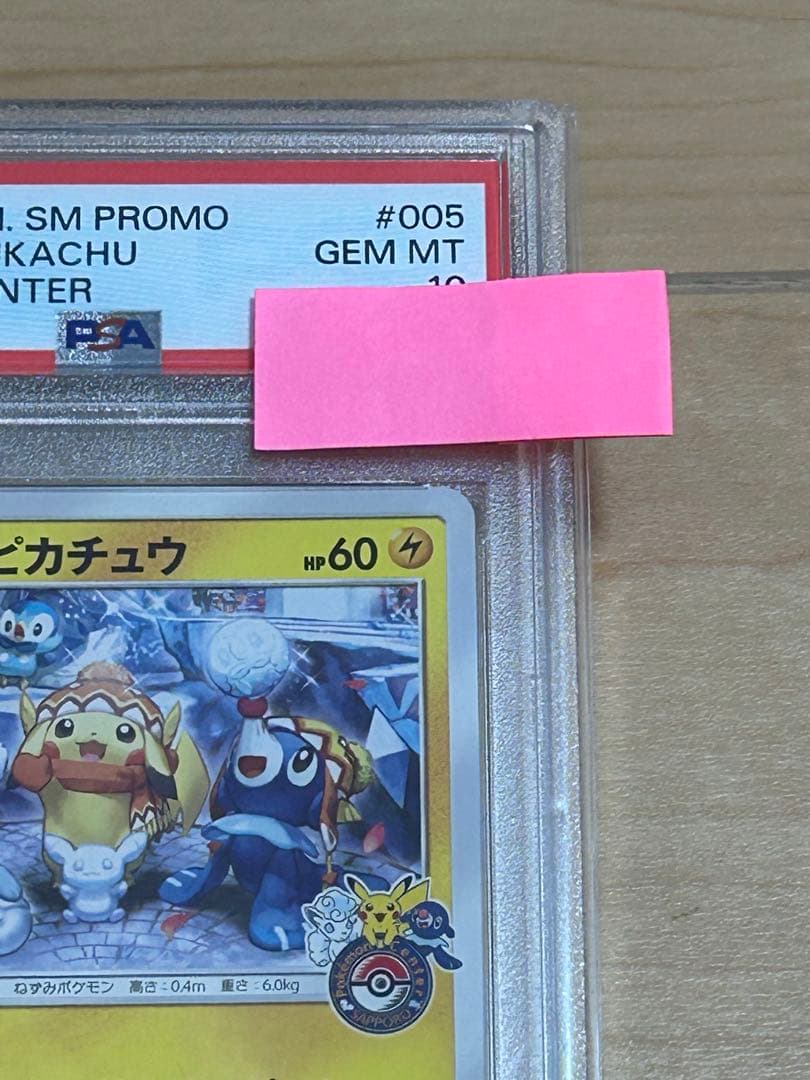 . SM PROMO #005
KACHU GEM MT
NTER 10
PSA
ピカチュウ HP60
ねずみポケモン 高さ:0.4m 重さ:6.0kg
Pokémon Center
SAPPORO